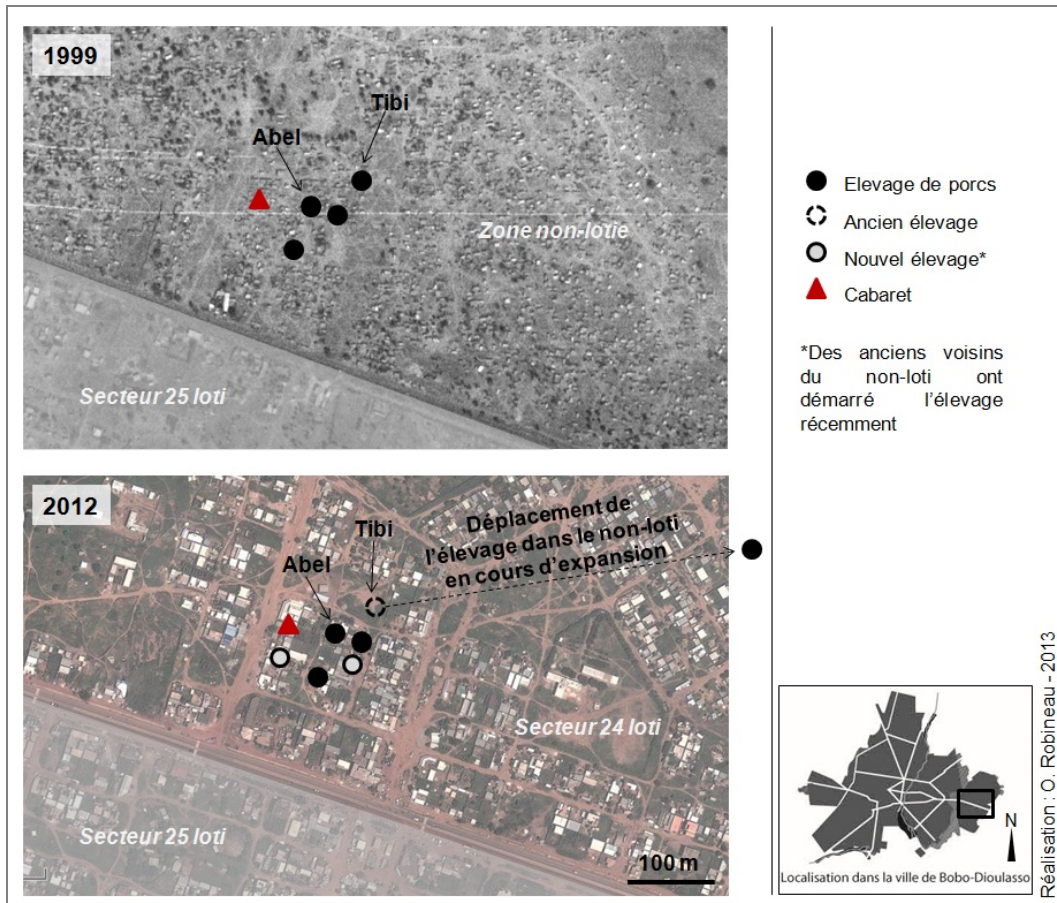 1999
Tibi
Abel
Zone non-lotie
Secteur 25 loti
Elevage de porcs
Ancien élevage
Nouvel élevage*
Cabaret
*Des anciens voisins
du non-loti ont
démarré l'élevage
récemment
2012
Déplacement de
l'élevage dans le non-loti
en cours d'expansion
Tibi
Abel
Secteur 24 loti
Secteur 25 loti
100 m
N
Localisation dans la ville de Bobo-Dioulasso
Réalisation : O. Robineau - 2013